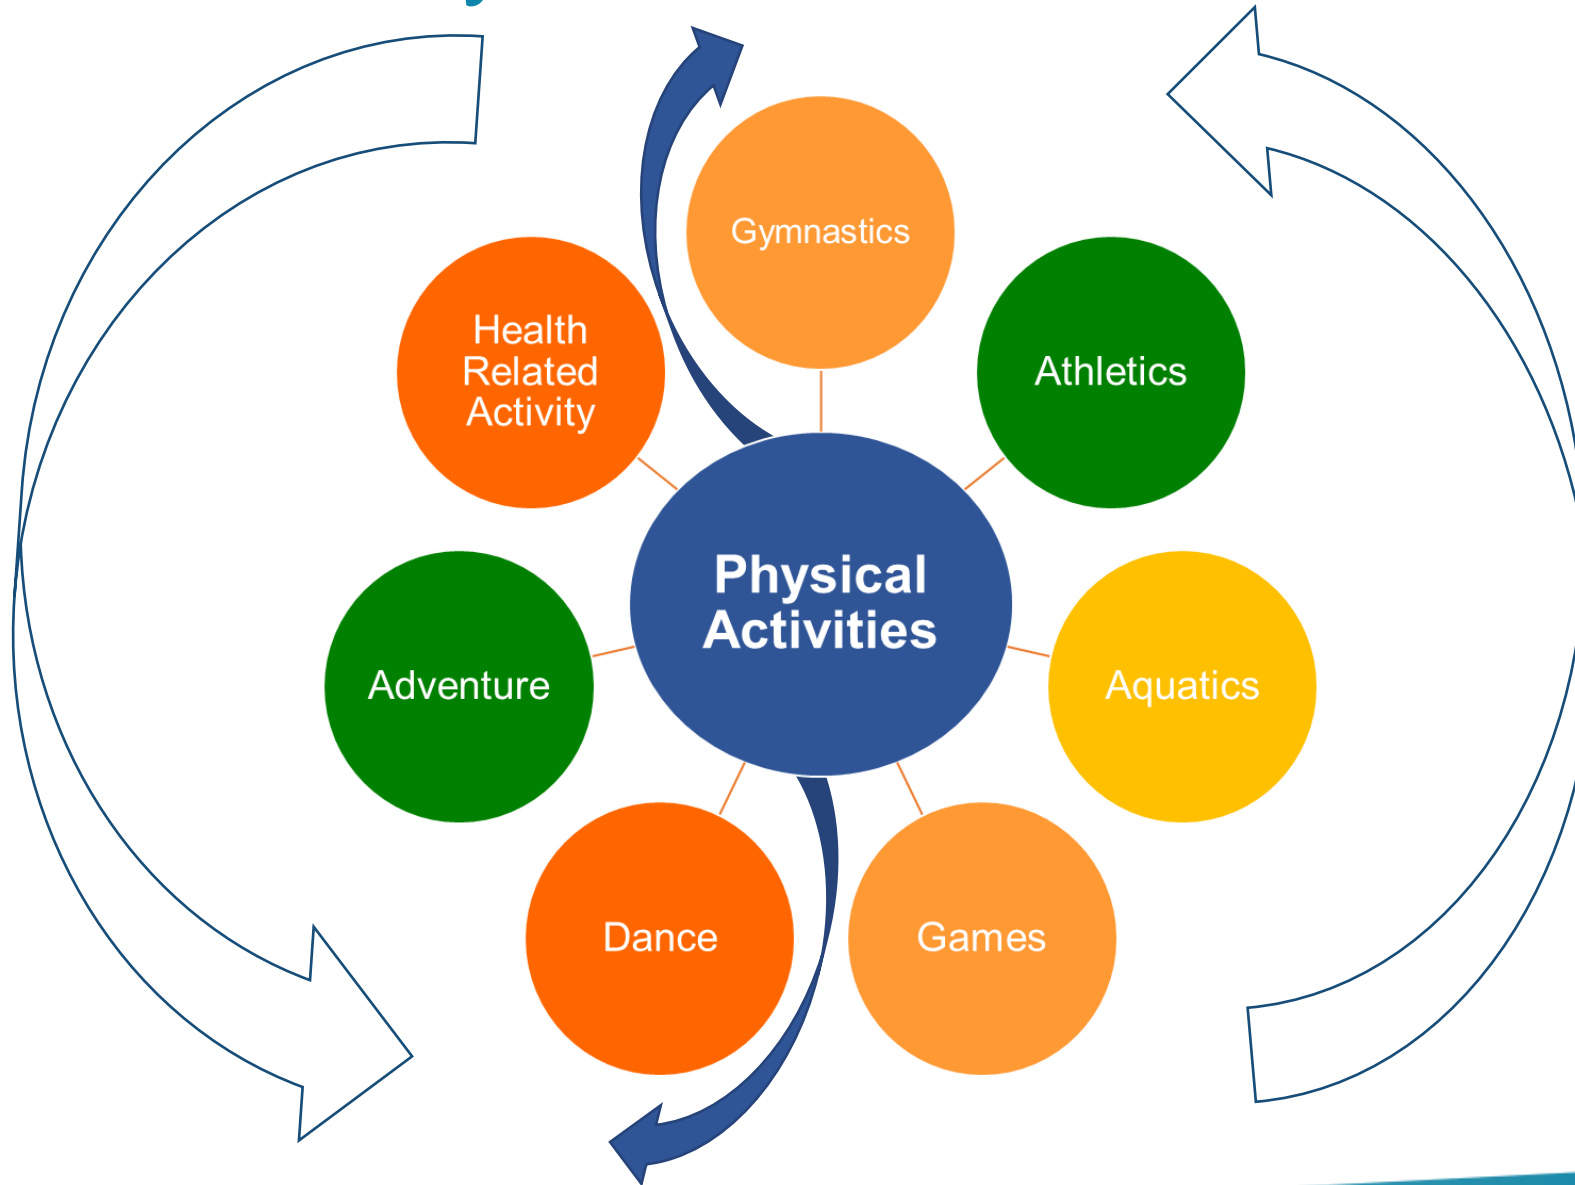 Gymnastics
Health
Related
Activity
Athletics
Physical
Activities
Adventure
Aquatics
Dance
Games